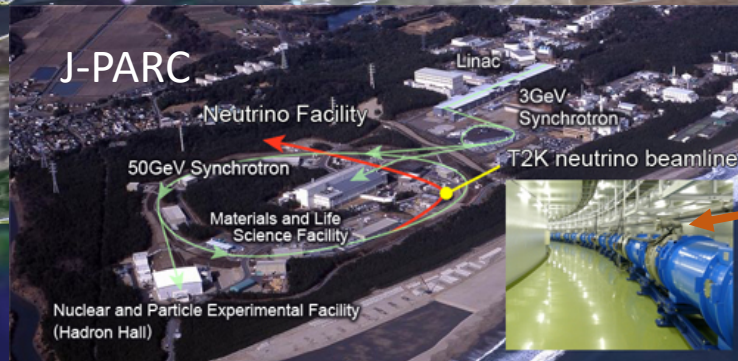 J-PARC
Linac
3GeV
Synchrotron
Neutrino Facility
50GeV Synchrotron
T2K neutrino beamline
Materials and Life
Science Facility
Nuclear and Particle Experimental Facility
(Hadron Hall)